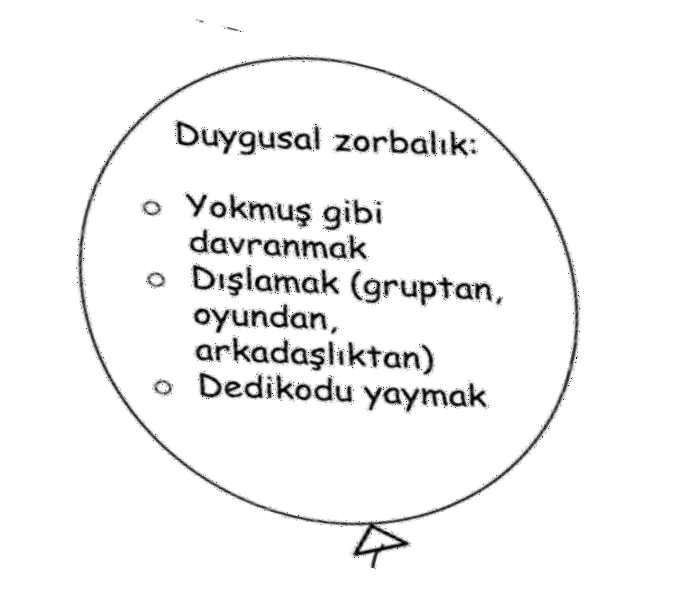 Duygusal zorbalık:
○ Yokmuş gibi
davranmak
○ Dışlamak (gruptan,
oyundan,
arkadaşlıktan)
○ Dedikodu yaymak